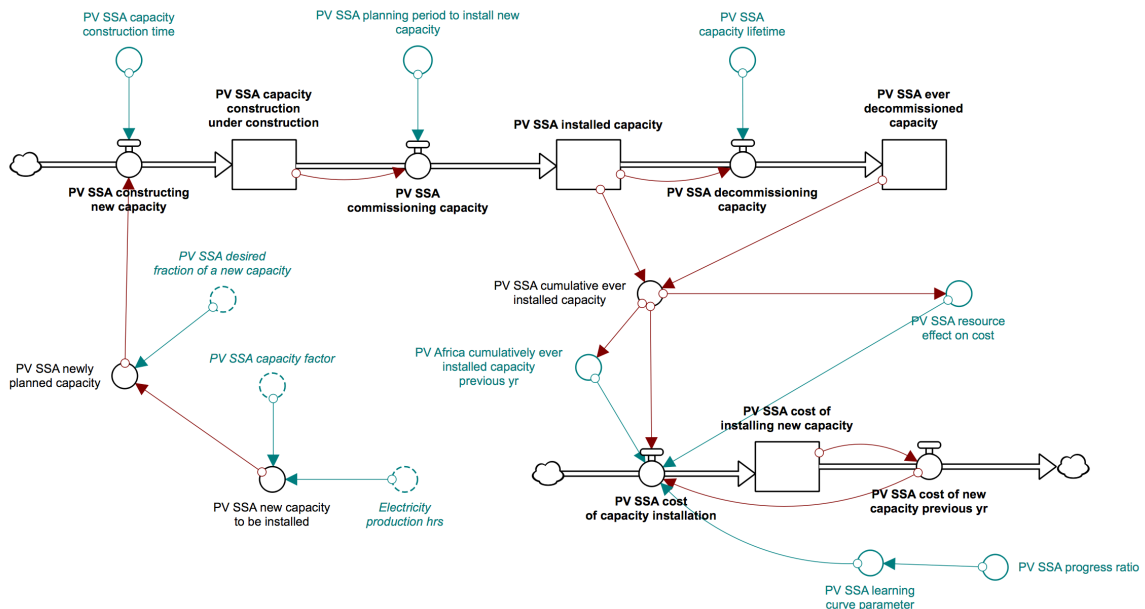 PV SSA capacity
construction time
PV SSA planning period to install new
capacity
PV SSA
capacity lifetime
PV SSA capacity
construction
under construction
PV SSA installed capacity
PV SSA ever
decommissioned
capacity
PV SSA constructing
new capacity
PV SSA
commissioning capacity
PV SSA decommissioning
capacity
PV SSA desired
fraction of a new capacity
PV SSA cumulative ever
installed capacity
PV SSA resource
effect on cost
PV SSA newly
planned capacity
PV SSA capacity factor
PV Africa cumulatively ever
installed capacity
previous yr
PV SSA cost of
installing new capacity
PV SSA new capacity
to be installed
Electricity
production hrs
PV SSA cost
of capacity installation
PV SSA cost of new
capacity previous yr
PV SSA learning
curve parameter
PV SSA progress ratio